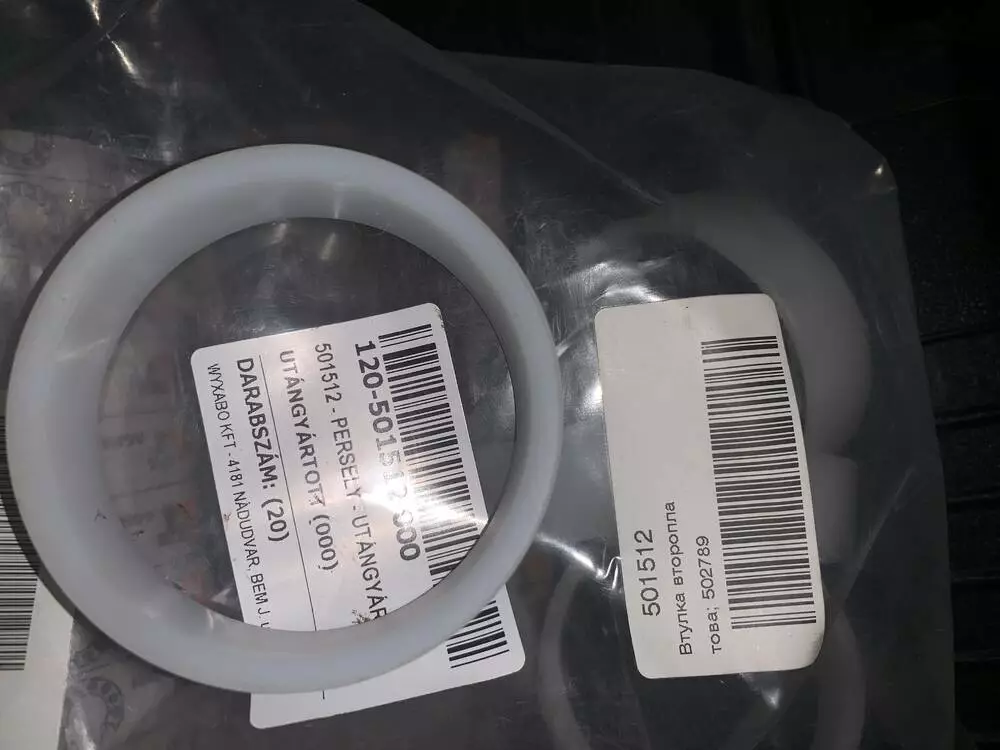 120-501512 000
501512 - PERSELY - UTÁNGYÁR
UTÁNGYÁRTOTT (000)
DARABSZÁM: (20)
WYXABO KFT - 4181 NÁDUDVAR, BEM J.
501512
Втулка второпла
това; 502789